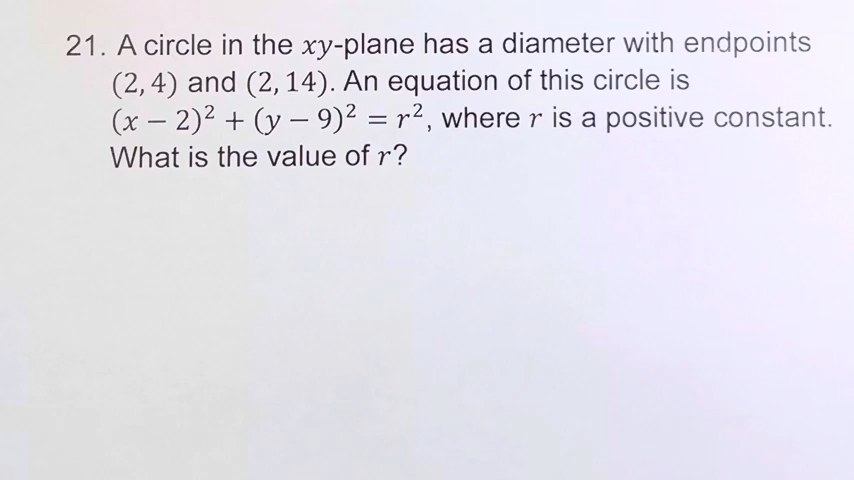 21. A circle in the xy-plane has a diameter with endpoints
(2, 4) and (2, 14). An equation of this circle is
(x − 2)² + (y − 9)² = r², where r is a positive constant.
What is the value of r?